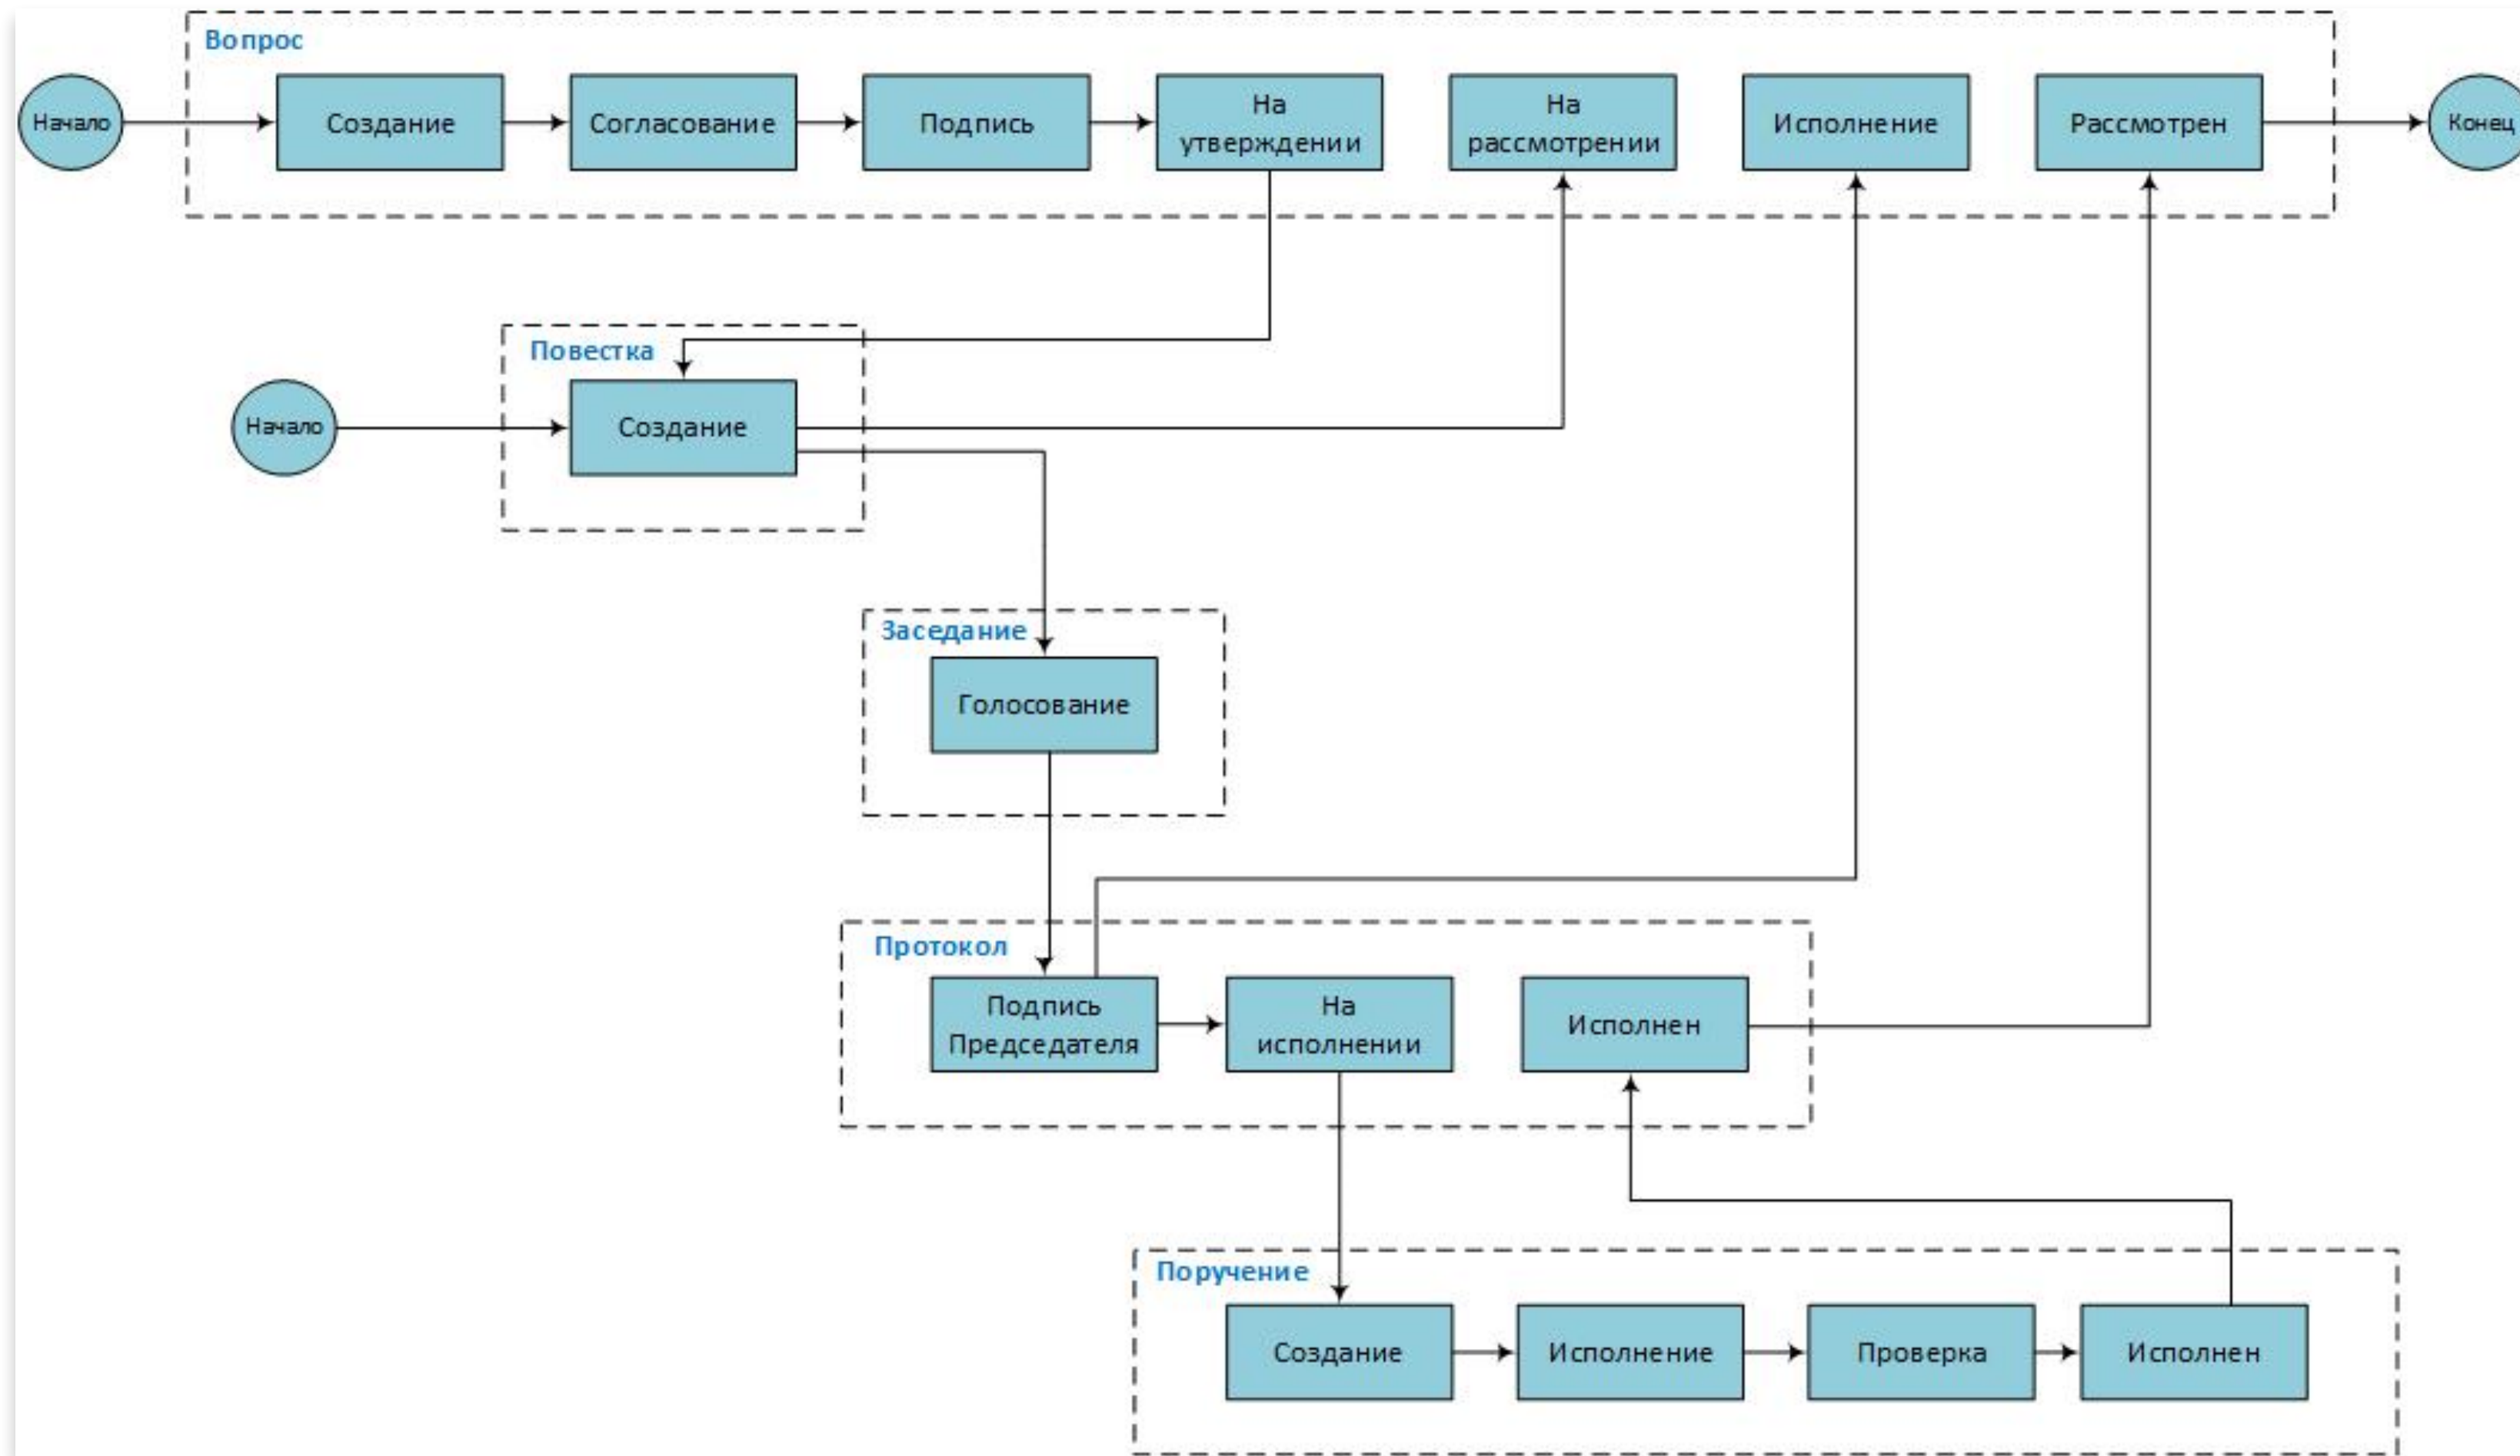 Вопрос
Начало
Создание
Согласование
Подпись
На
утверждении
На
рассмотрении
Исполнение
Рассмотрен
Конец
Повестка
Начало
Создание
Заседание
Голосование
Протокол
Подпись
Председателя
На
исполнении
Исполнен
Поручение
Создание
Исполнение
Проверка
Исполнен